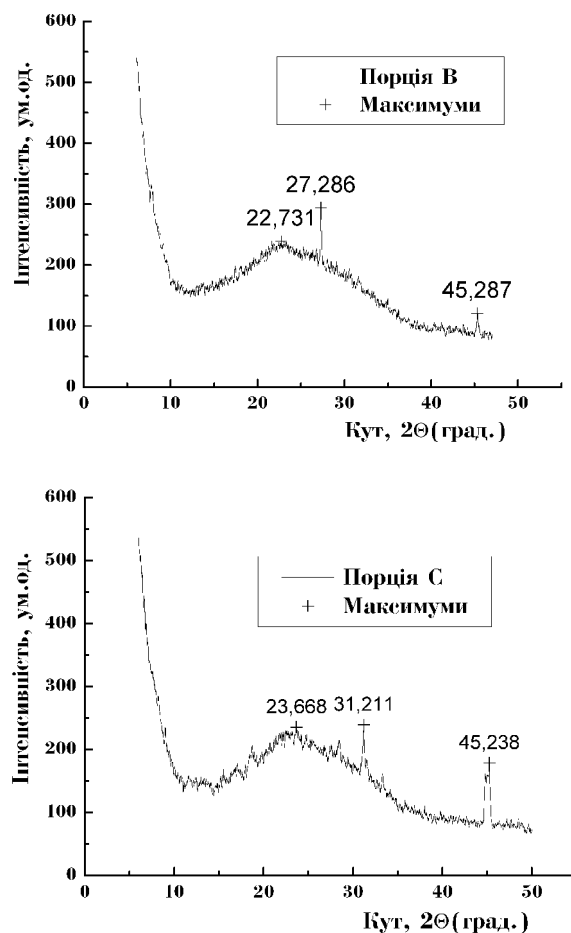 600
500
400
300
200
100
0
Інтенсивність, ум.од.
Порція B
Максимуми
27,286
22,731
45,287
0 10 20 30 40 50
Кут, 2Θ(град.)
600
500
400
300
200
100
0
Інтенсивність, ум.од.
Порція C
Максимуми
23,668
31,211
45,238
0 10 20 30 40 50
Кут, 2Θ(град.)